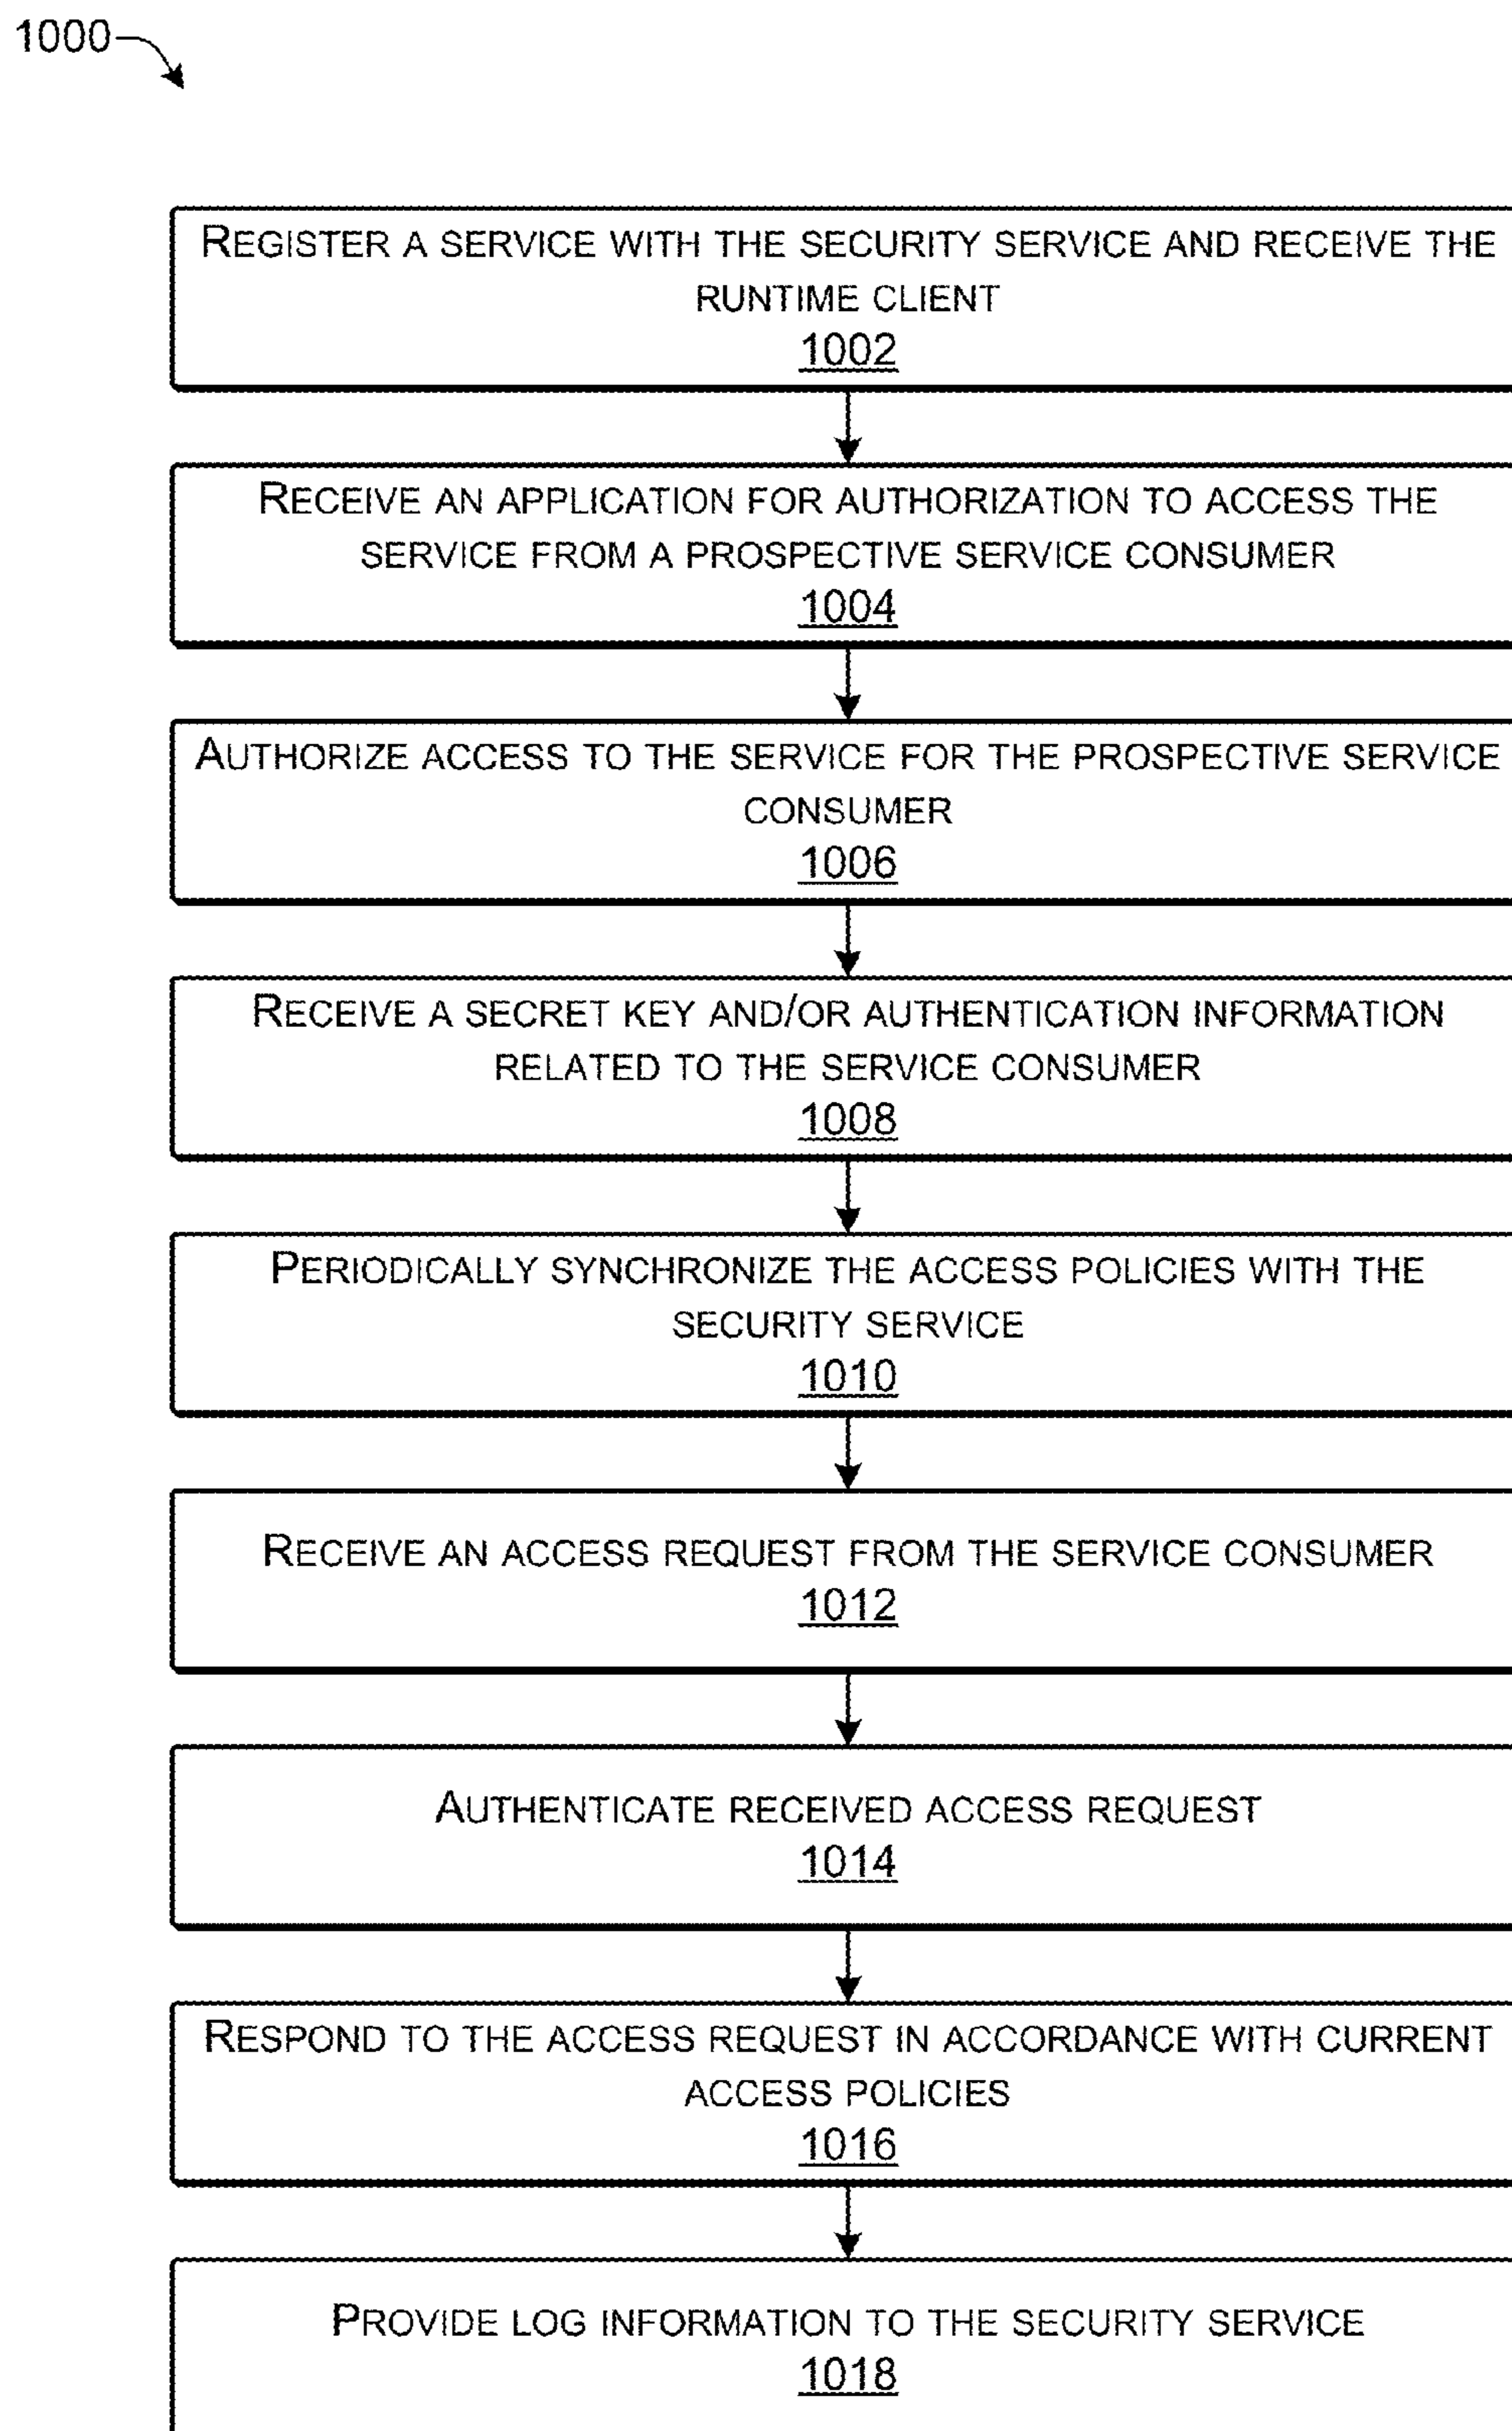 1000
REGISTER A SERVICE WITH THE SECURITY SERVICE AND RECEIVE THE
RUNTIME CLIENT
1002
RECEIVE AN APPLICATION FOR AUTHORIZATION TO ACCESS THE
SERVICE FROM A PROSPECTIVE SERVICE CONSUMER
1004
AUTHORIZE ACCESS TO THE SERVICE FOR THE PROSPECTIVE SERVICE
CONSUMER
1006
RECEIVE A SECRET KEY AND/OR AUTHENTICATION INFORMATION
RELATED TO THE SERVICE CONSUMER
1008
PERIODICALLY SYNCHRONIZE THE ACCESS POLICIES WITH THE
SECURITY SERVICE
1010
RECEIVE AN ACCESS REQUEST FROM THE SERVICE CONSUMER
1012
AUTHENTICATE RECEIVED ACCESS REQUEST
1014
RESPOND TO THE ACCESS REQUEST IN ACCORDANCE WITH CURRENT
ACCESS POLICIES
1016
PROVIDE LOG INFORMATION TO THE SECURITY SERVICE
1018